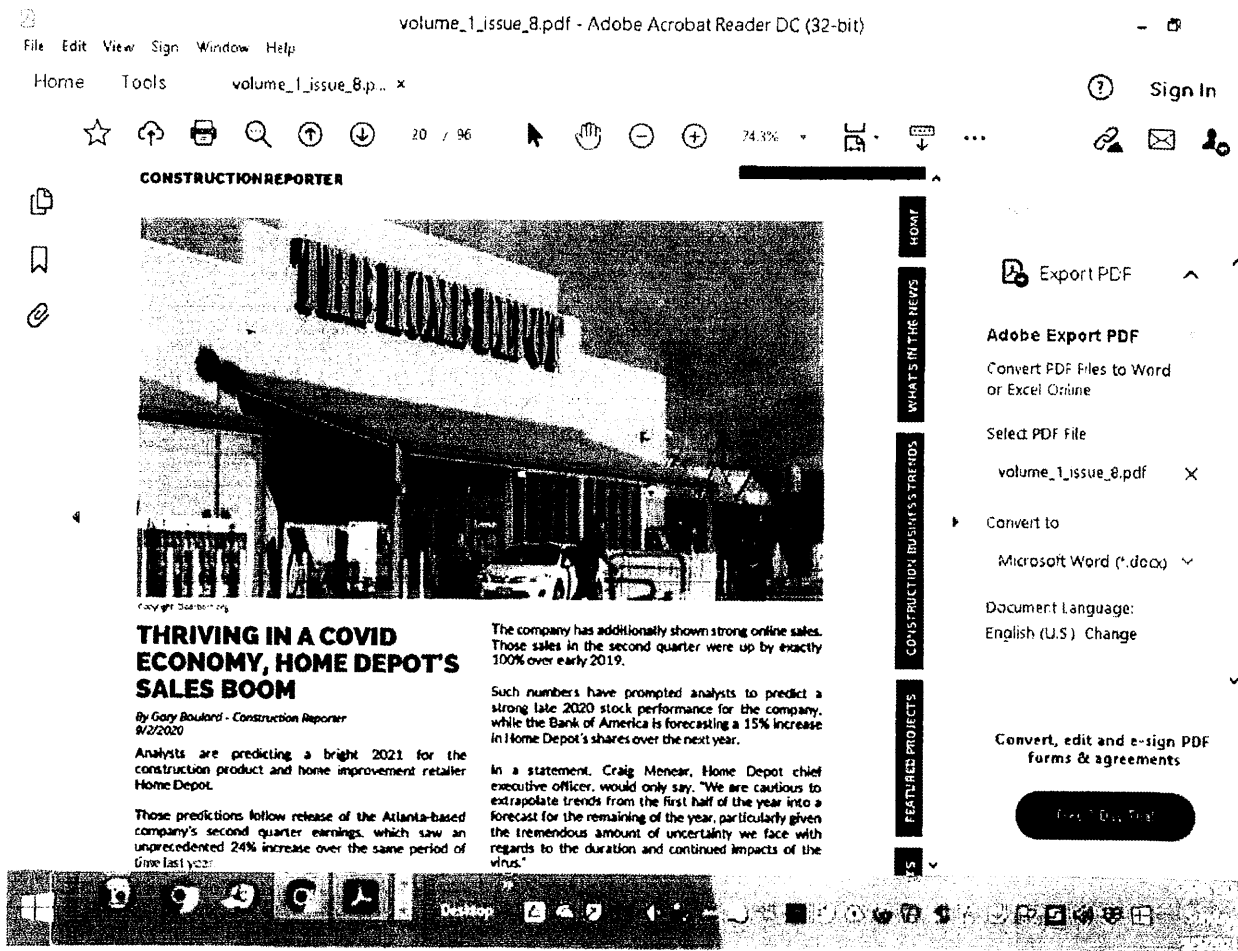 volume_1_issue_8.pdf - Adobe Acrobat Reader DC (32-bit)
File Edit View Sign Window Help
Home Tools volume_1_issue_8.p... ×
Sign In
20 / 96
74.3%
CONSTRUCTIONREPORTER
HOME
WHAT'S IN THE NEWS
CONSTRUCTION BUSINESS TRENDS
FEATURED PROJECTS
THE HOME DEPOT
THRIVING IN A COVID
ECONOMY, HOME DEPOT'S
SALES BOOM
By Gary Boulard - Construction Reporter
9/2/2020
Analysts are predicting a bright 2021 for the
construction product and home improvement retailer
Home Depot.
Those predictions follow release of the Atlanta-based
company's second quarter earnings, which saw an
unprecedented 24% increase over the same period of
time last year.
The company has additionally shown strong online sales.
Those sales in the second quarter were up by exactly
100% over early 2019.
Such numbers have prompted analysts to predict a
strong late 2020 stock performance for the company,
while the Bank of America is forecasting a 15% increase
in Home Depot's shares over the next year.
In a statement, Craig Menear, Home Depot chief
executive officer, would only say, "We are cautious to
extrapolate trends from the first half of the year into a
forecast for the remaining of the year, particularly given
the tremendous amount of uncertainty we face with
regards to the duration and continued impacts of the
virus."
Export PDF
Adobe Export PDF
Convert PDF Files to Word
or Excel Online
Select PDF File
volume_1_issue_8.pdf ×
Convert to
Microsoft Word (*.docx)
Document Language:
English (U.S.) Change
Convert, edit and e-sign PDF
forms & agreements
Free 7-Day Trial
Desktop